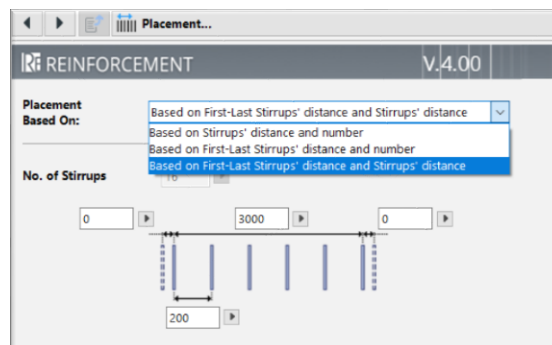 Placement...
REINFORCEMENT V.4.00
Placement
Based On:
Based on First-Last Stirrups' distance and Stirrups' distance
Based on Stirrups' distance and number
Based on First-Last Stirrups' distance and number
Based on First-Last Stirrups' distance and Stirrups' distance
No. of Stirrups
16
0 3000 0
200